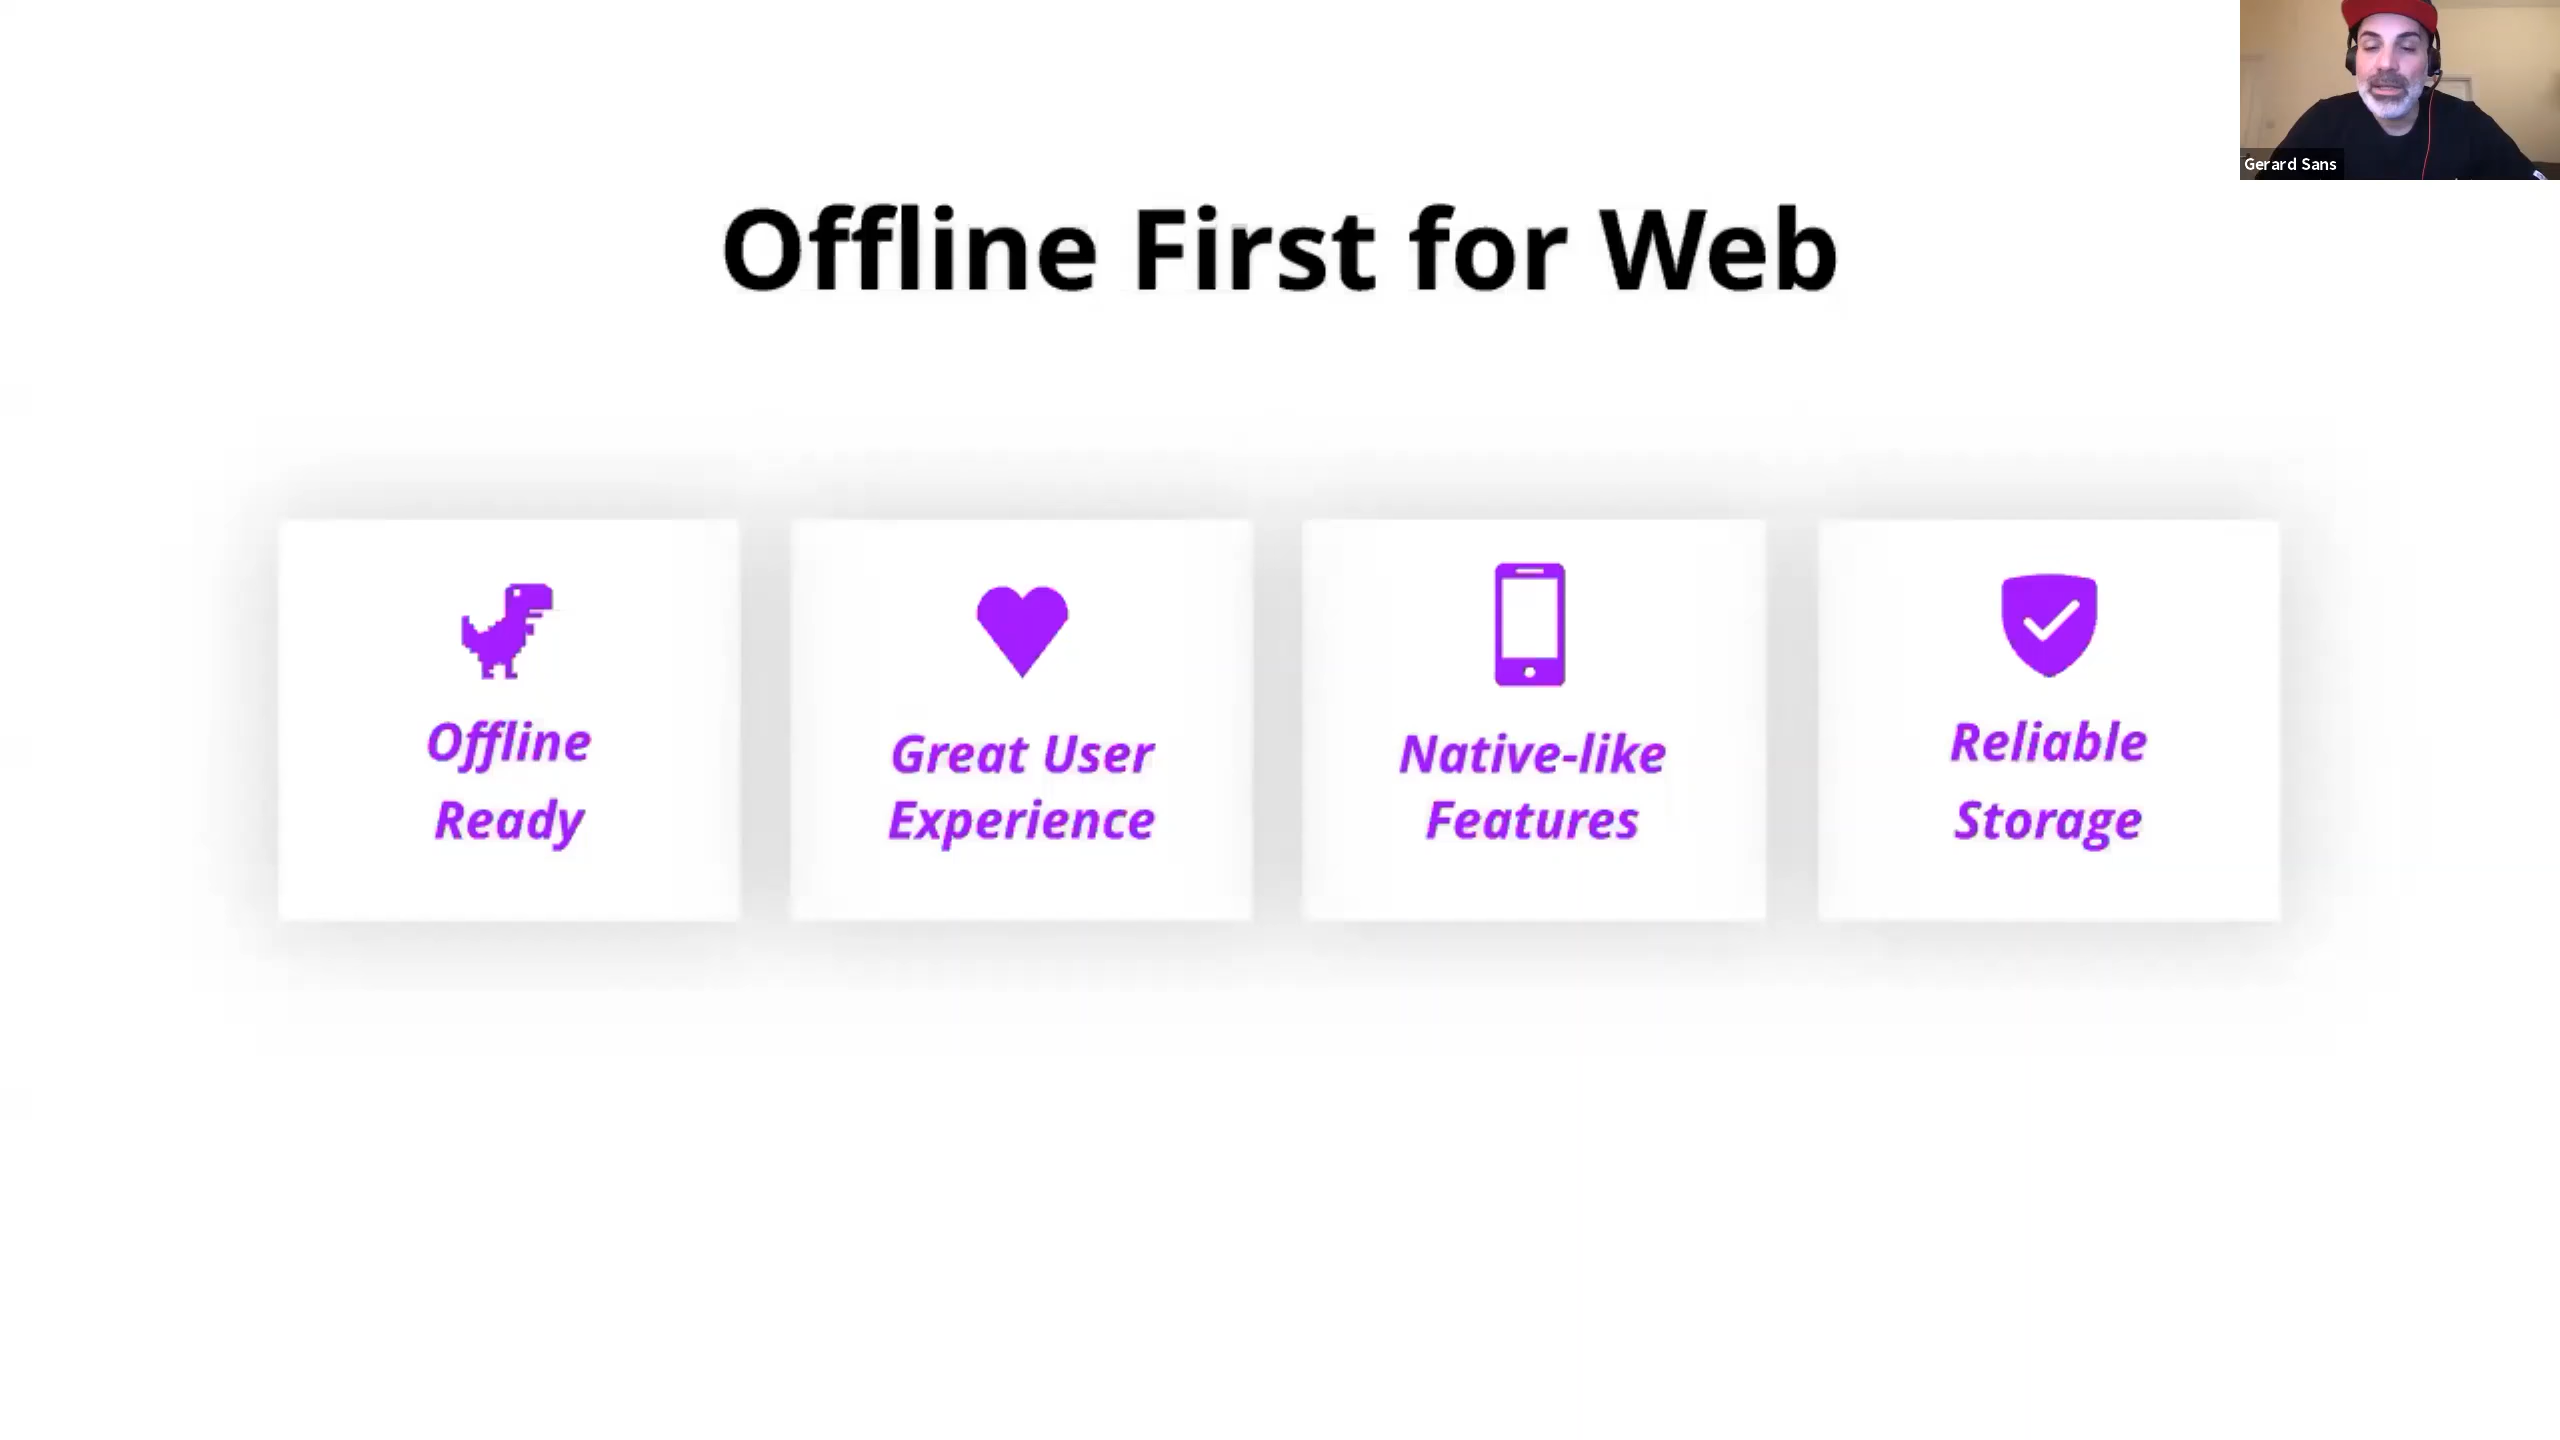 Gerard Sans
Offline First for Web
Offline
Ready
Great User
Experience
Native-like
Features
Reliable
Storage